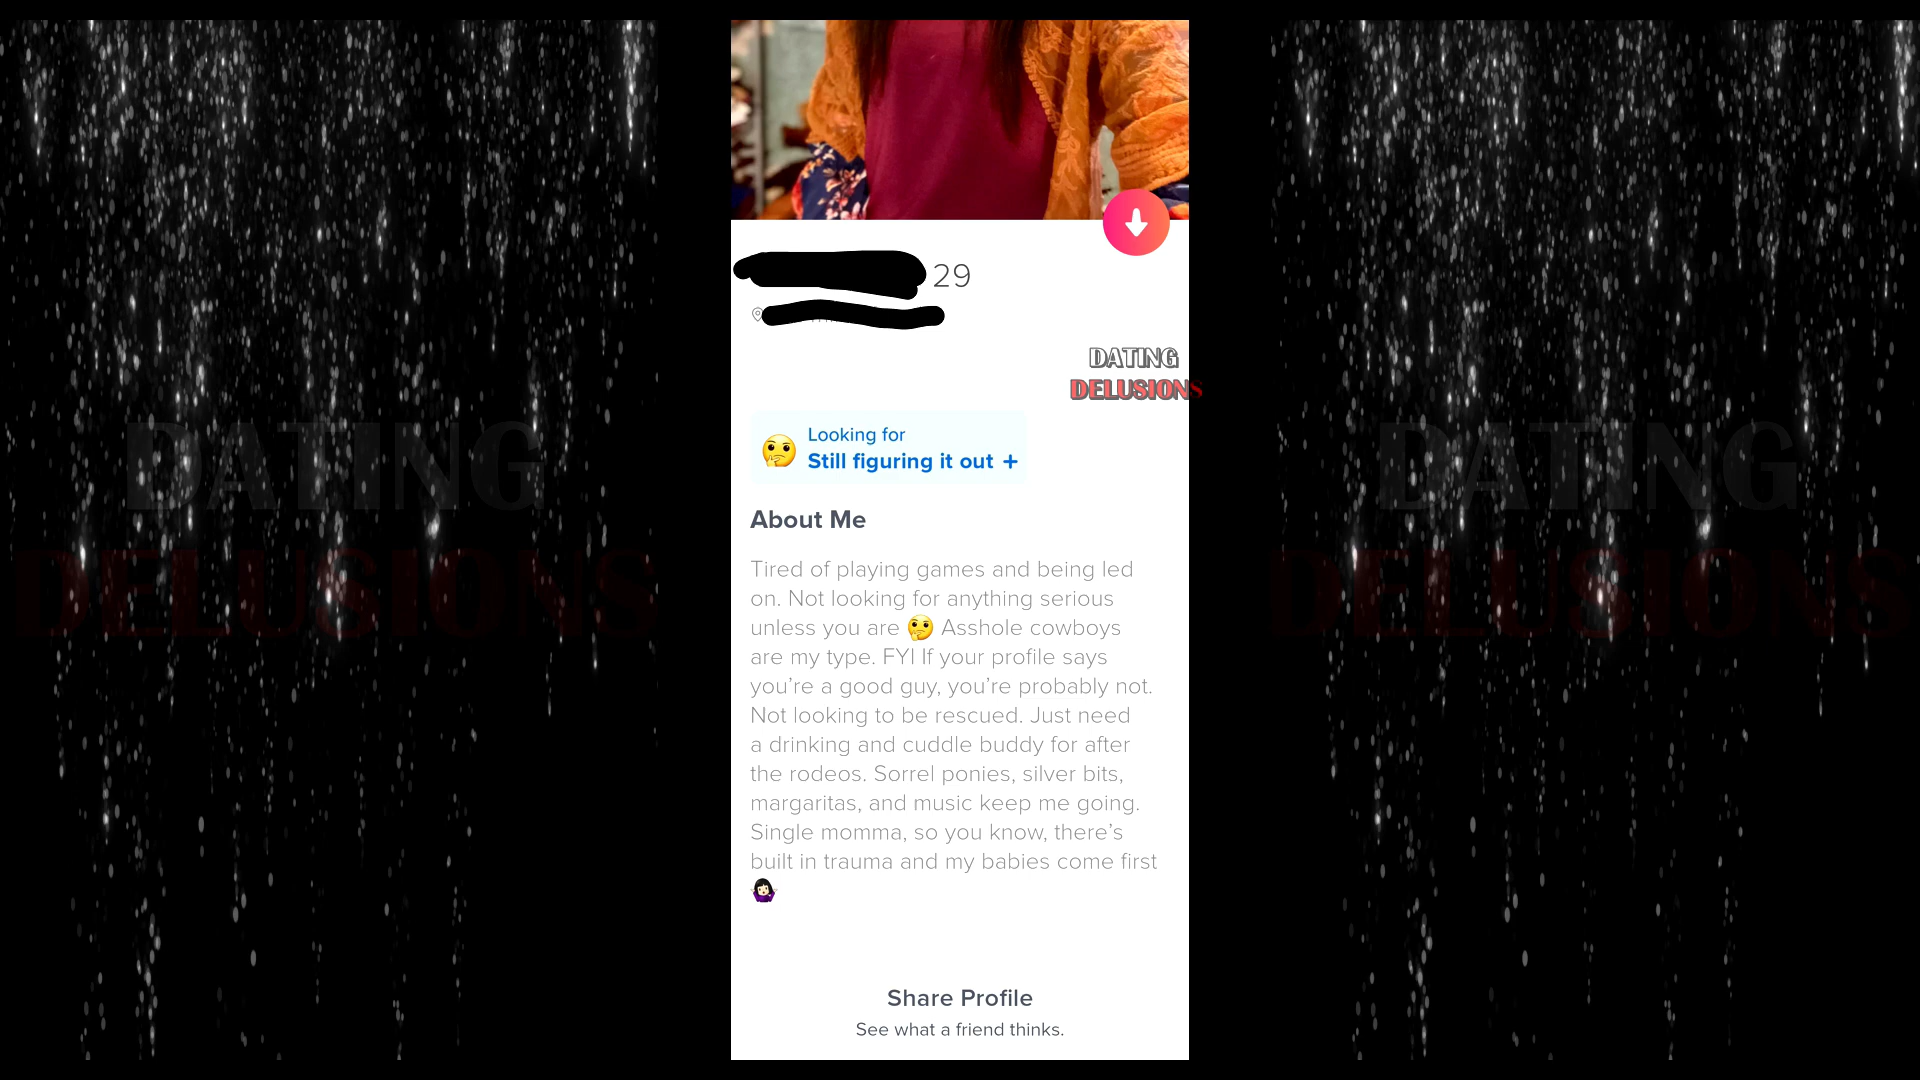 29
DATING
DELUSIONS
DATING
DELUSIONS
DATING
DELUSIONS
Looking for
🤔 Still figuring it out +
About Me
Tired of playing games and being led
on. Not looking for anything serious
unless you are 🤔 Asshole cowboys
are my type. FYI If your profile says
you’re a good guy, you’re probably not.
Not looking to be rescued. Just need
a drinking and cuddle buddy for after
the rodeos. Sorrel ponies, silver bits,
margaritas, and music keep me going.
Single momma, so you know, there’s
built in trauma and my babies come first
🤷🏻‍♀️
Share Profile
See what a friend thinks.